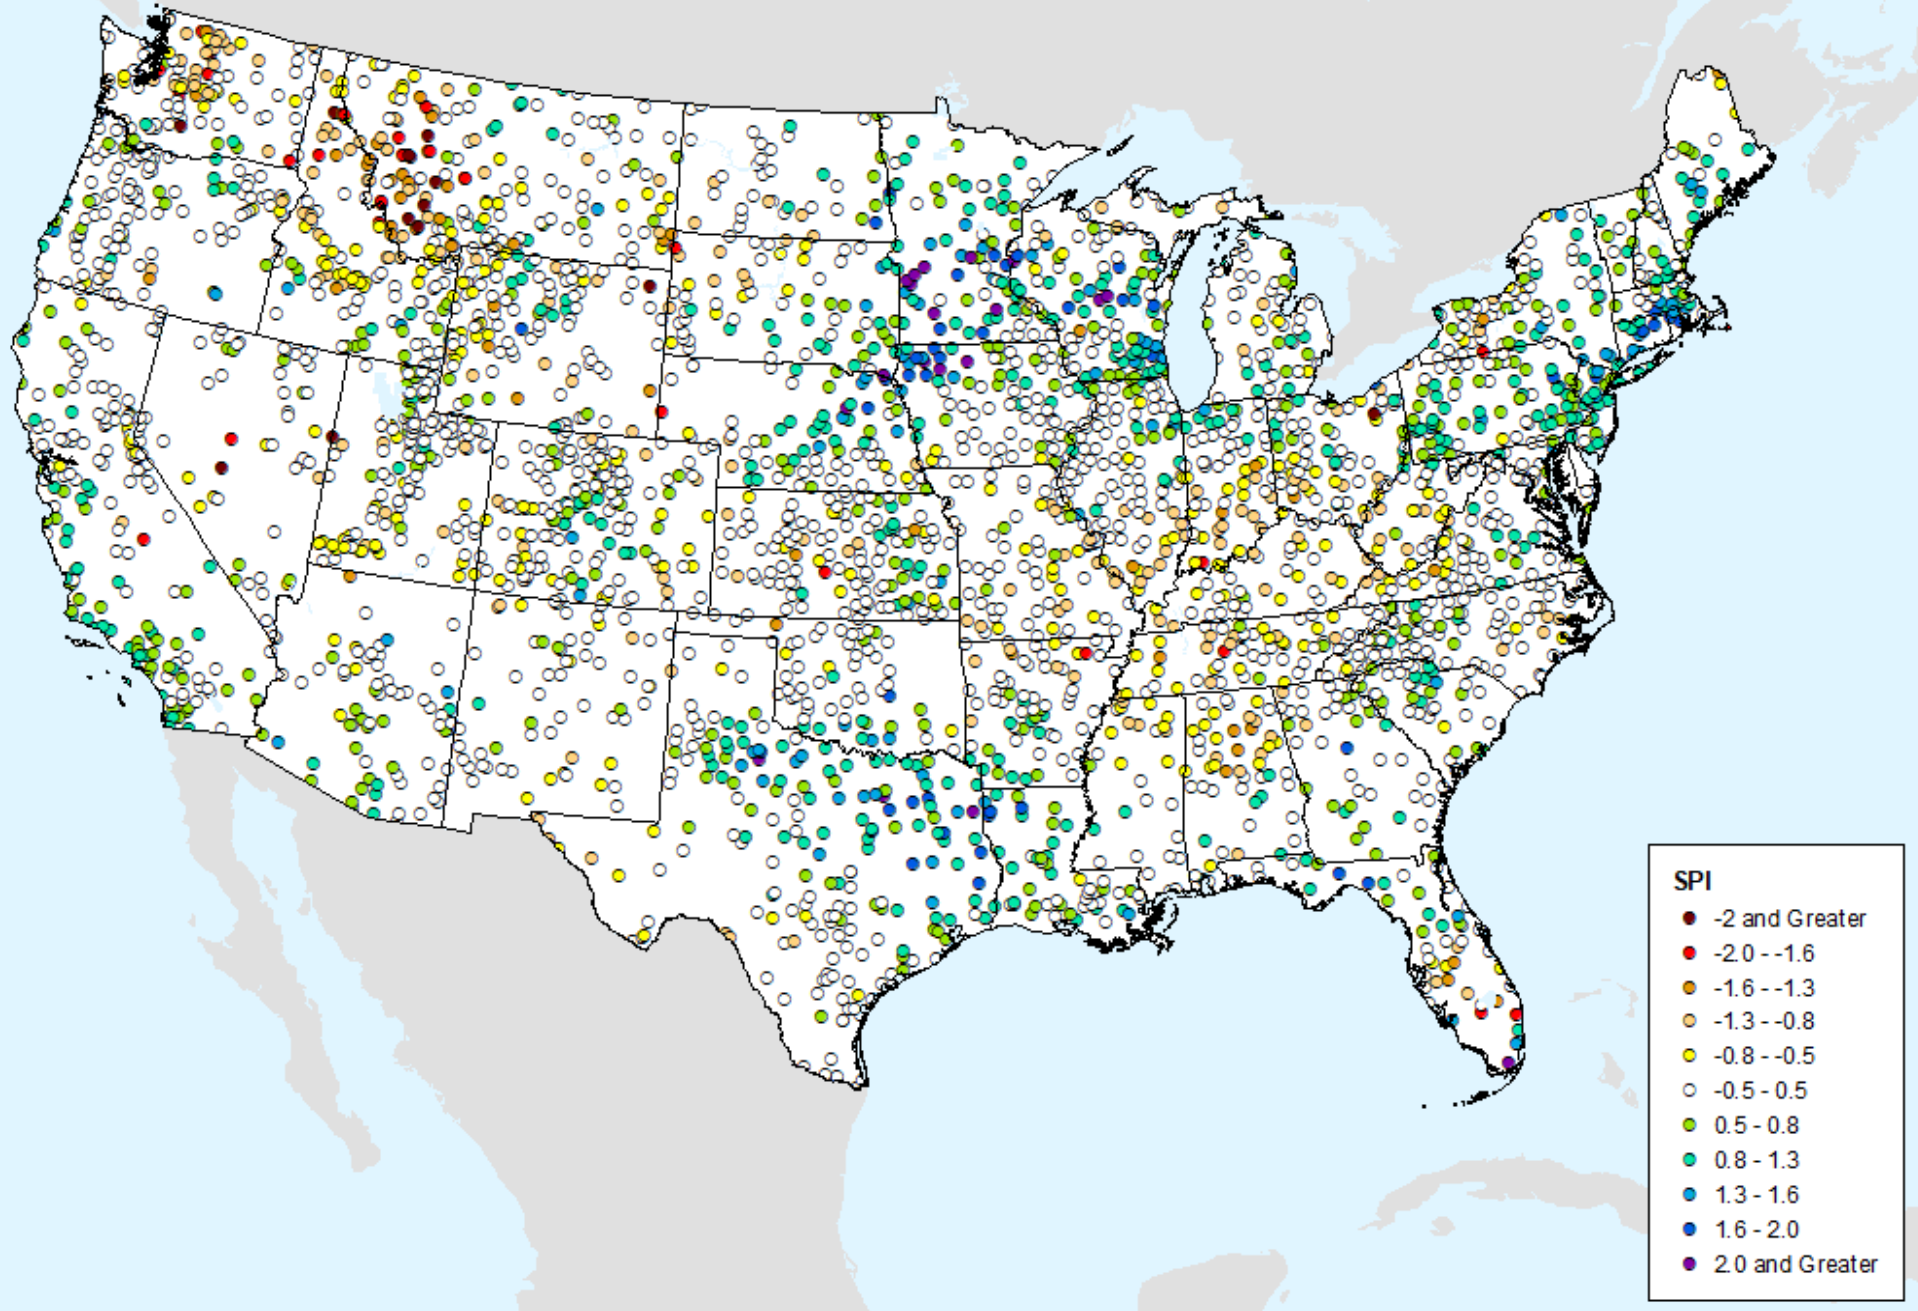 SPI
-2 and Greater
-2.0 - -1.6
-1.6 - -1.3
-1.3 - -0.8
-0.8 - -0.5
-0.5 - 0.5
0.5 - 0.8
0.8 - 1.3
1.3 - 1.6
1.6 - 2.0
2.0 and Greater